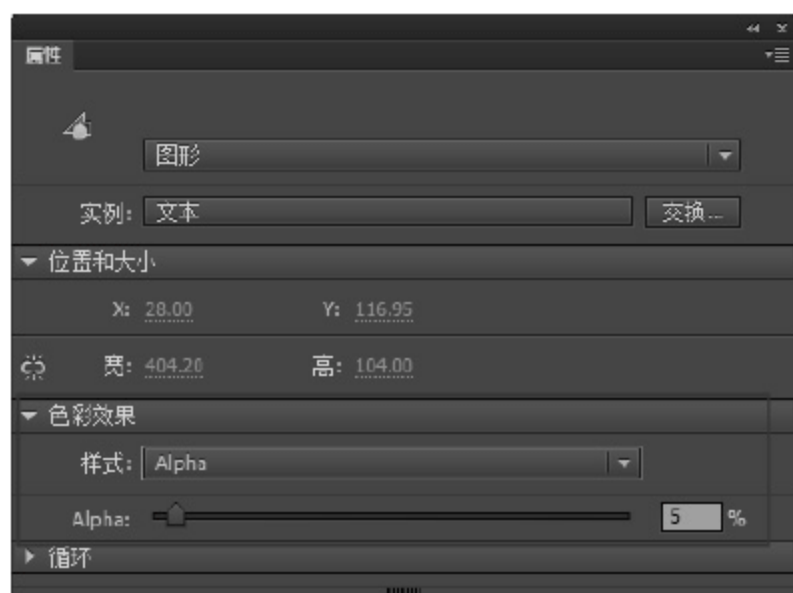 属性
图形
实例: 文本 交换...
位置和大小
X: 28.00 Y: 116.95
宽: 404.20 高: 104.00
色彩效果
样式: Alpha
Alpha: 5 %
循环